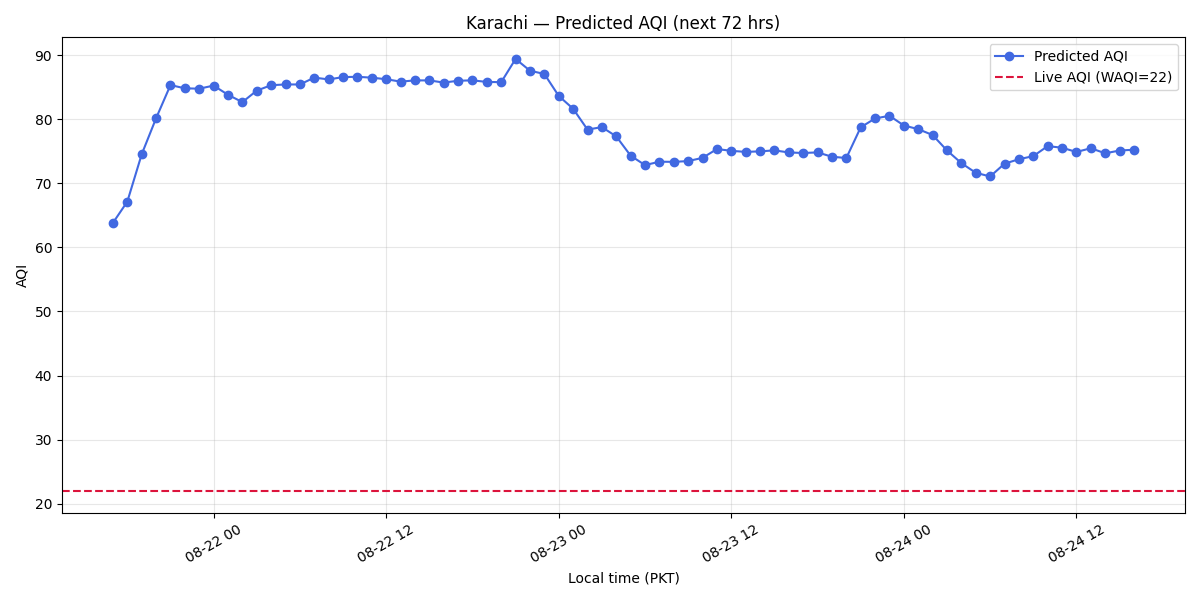 Karachi — Predicted AQI (next 72 hrs)
Predicted AQI
Live AQI (WAQI=22)
AQI
90
80
70
60
50
40
30
20
08-22 00
08-22 12
08-23 00
08-23 12
08-24 00
08-24 12
Local time (PKT)